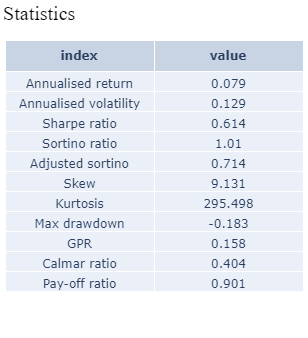 Statistics
index value
Annualised return 0.079
Annualised volatility 0.129
Sharpe ratio 0.614
Sortino ratio 1.01
Adjusted sortino 0.714
Skew 9.131
Kurtosis 295.498
Max drawdown -0.183
GPR 0.158
Calmar ratio 0.404
Pay-off ratio 0.901